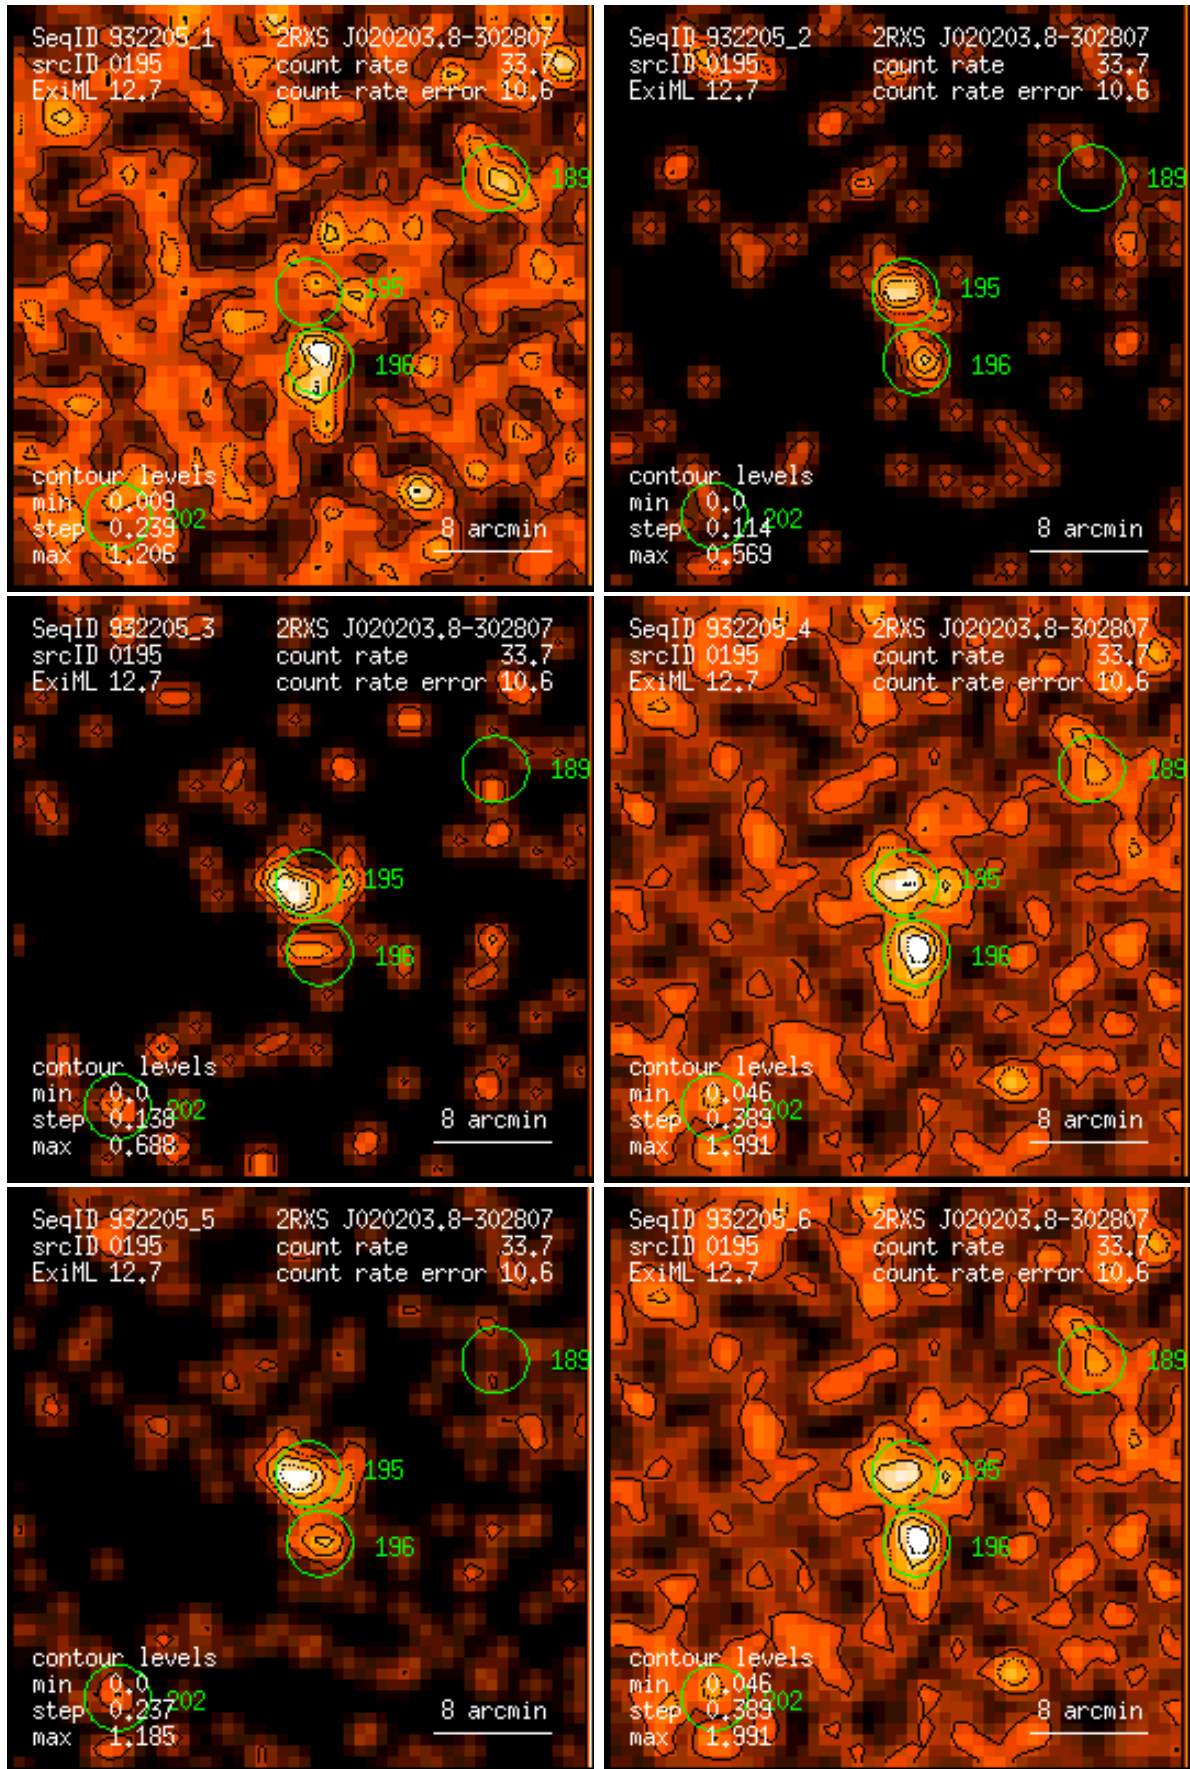 SeqID 932205_1 2RXS J020203.8-302807
srcID 0195 count rate 33.7
ExiML 12.7 count rate error 10.6
189
195
196
contour levels
min 0.009
step 0.239 202 8 arcmin
max 1.206
SeqID 932205_2 2RXS J020203.8-302807
srcID 0195 count rate 33.7
ExiML 12.7 count rate error 10.6
189
195
196
contour levels
min 0.0
step 0.114 202 8 arcmin
max 0.569
SeqID 932205_3 2RXS J020203.8-302807
srcID 0195 count rate 33.7
ExiML 12.7 count rate error 10.6
189
195
196
contour levels
min 0.0
step 0.138 202 8 arcmin
max 0.688
SeqID 932205_4 2RXS J020203.8-302807
srcID 0195 count rate 33.7
ExiML 12.7 count rate error 10.6
189
195
196
contour levels
min 0.046
step 0.389 202 8 arcmin
max 1.991
SeqID 932205_5 2RXS J020203.8-302807
srcID 0195 count rate 33.7
ExiML 12.7 count rate error 10.6
189
195
196
contour levels
min 0.0
step 0.237 202 8 arcmin
max 1.185
SeqID 932205_6 2RXS J020203.8-302807
srcID 0195 count rate 33.7
ExiML 12.7 count rate error 10.6
189
195
196
contour levels
min 0.046
step 0.389 202 8 arcmin
max 1.991